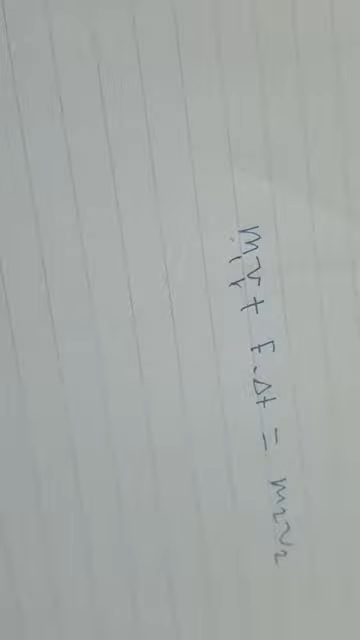 m₁v₁ + F.Δt = m₂v₂